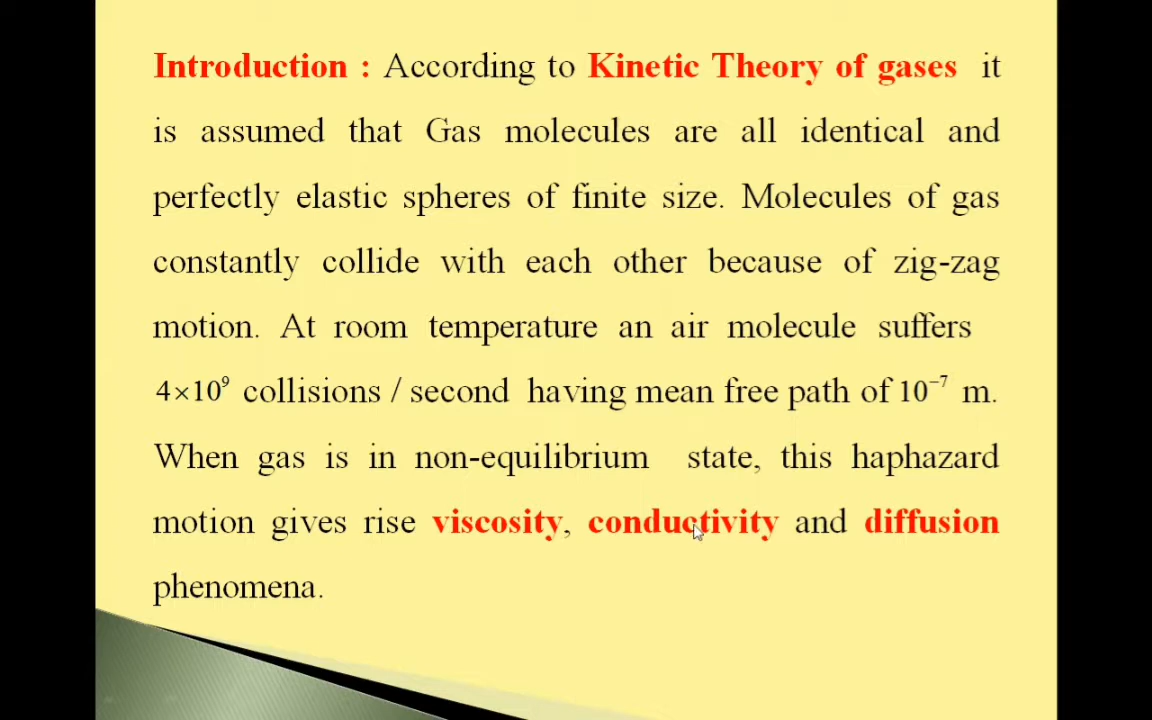 Introduction : According to Kinetic Theory of gases it
is assumed that Gas molecules are all identical and
perfectly elastic spheres of finite size. Molecules of gas
constantly collide with each other because of zig-zag
motion. At room temperature an air molecule suffers
4×10⁹ collisions / second having mean free path of 10⁻⁷ m.
When gas is in non-equilibrium state, this haphazard
motion gives rise viscosity, conductivity and diffusion
phenomena.